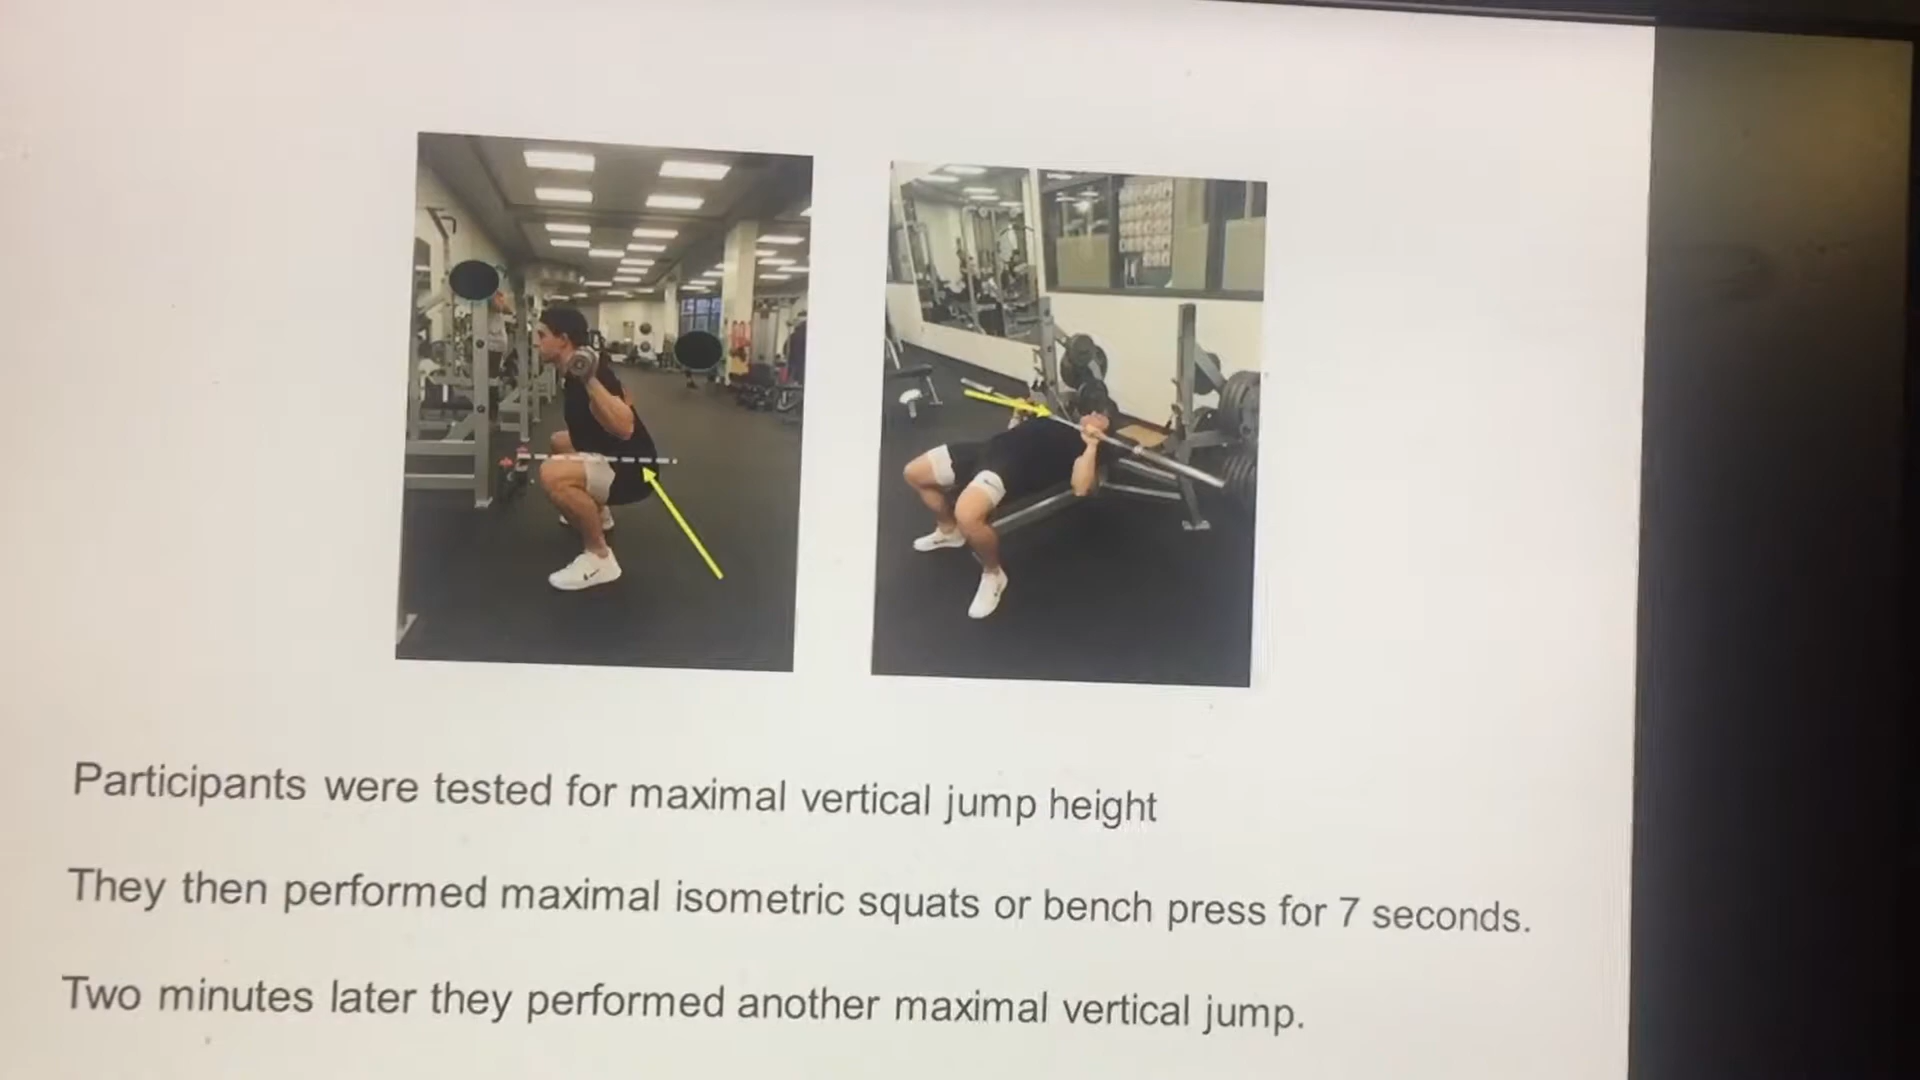 Participants were tested for maximal vertical jump height
They then performed maximal isometric squats or bench press for 7 seconds.
Two minutes later they performed another maximal vertical jump.